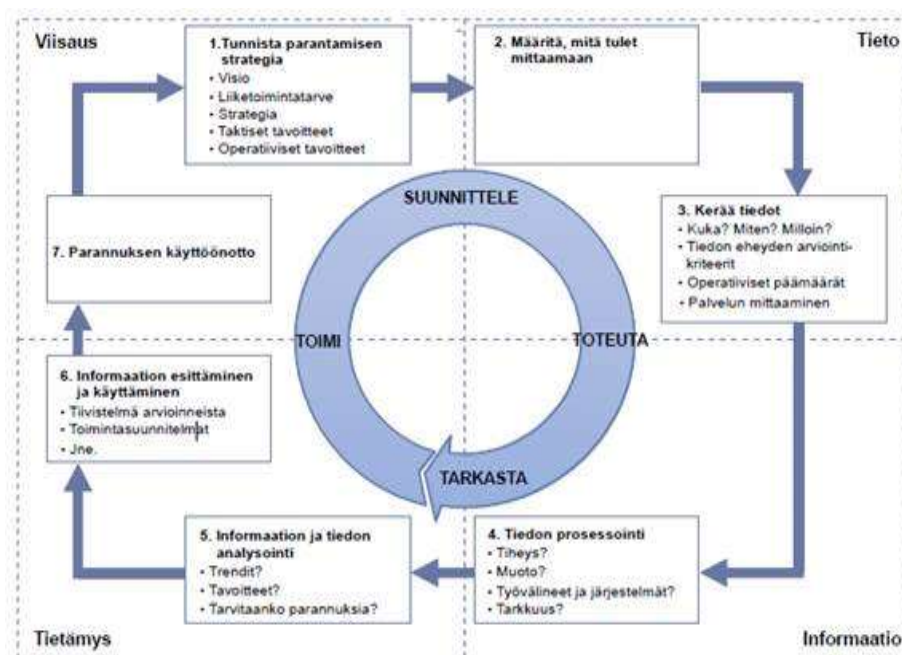 Viisaus
Tieto
1.Tunnista parantamisen
strategia
• Visio
• Liiketoimintatarve
• Strategia
• Taktiset tavoitteet
• Operatiiviset tavoitteet
2. Määritä, mitä tulet
mittaamaan
3. Kerää tiedot
• Kuka? Miten? Milloin?
• Tiedon eheyden arviointi-
kriteerit
• Operatiiviset päämäärät
• Palvelun mittaaminen
4. Tiedon prosessointi
• Tiheys?
• Muoto?
• Työvälineet ja järjestelmät?
• Tarkkuus?
5. Informaation ja tiedon
analysointi
• Trendit?
• Tavoitteet?
• Tarvitaanko parannuksia?
6. Informaation esittäminen
ja käyttäminen
• Tiivistelmä arvioinneista
• Toimintasuunnitelmat
• Jne.
7. Parannuksen käyttöönotto
SUUNNITTELE
TOTEUTA
TARKASTA
TOIMI
Tietämys
Informaatio